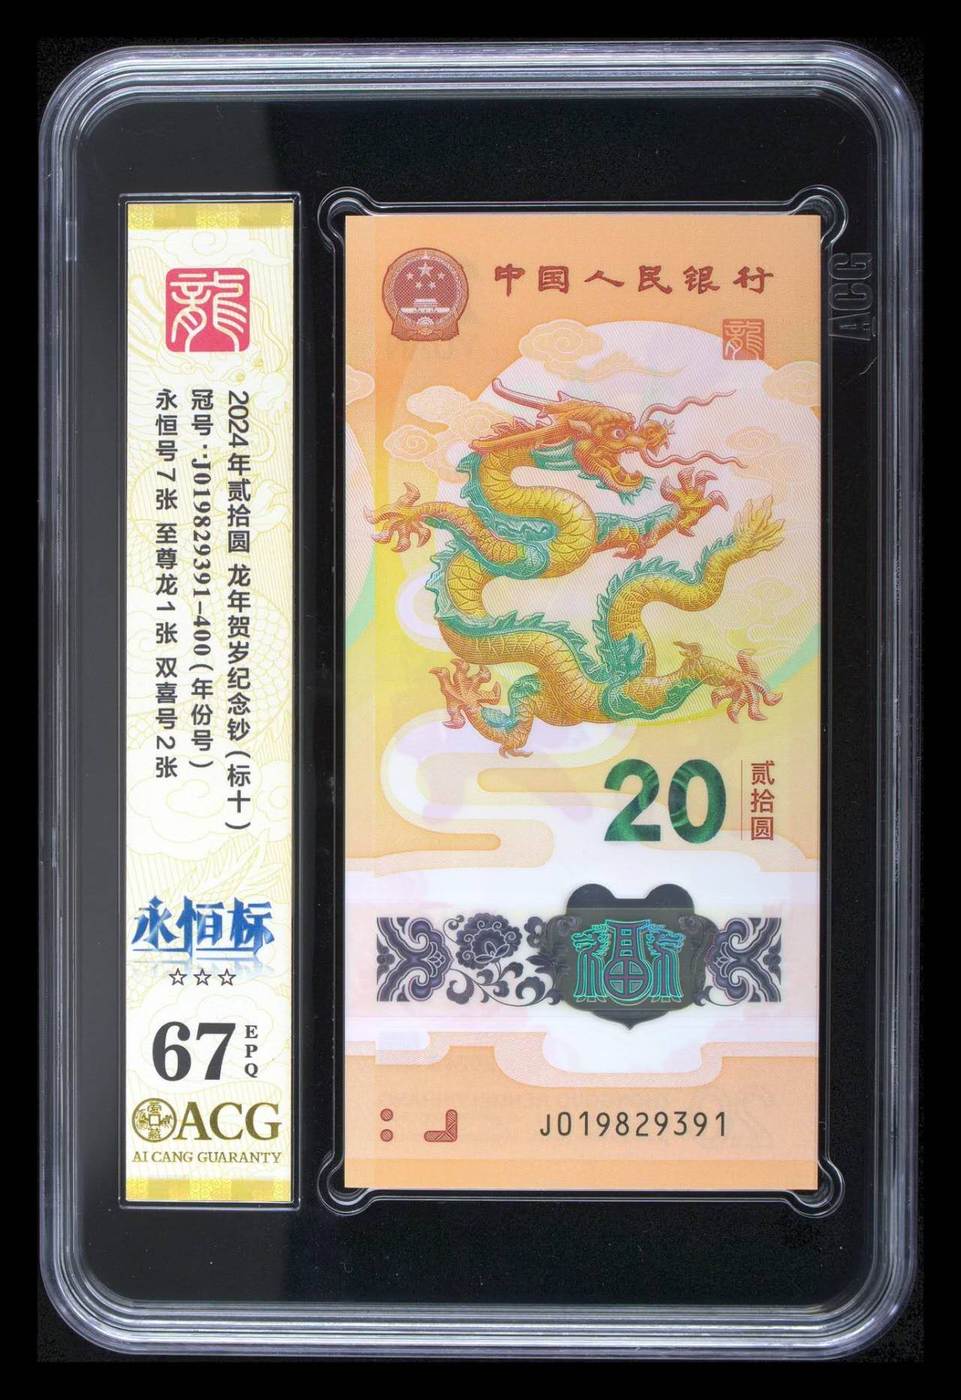 龍
2024年贰拾圆 龙年贺岁纪念钞(标十)
冠号:J019829391-400(年份号)
永恒号7张 至尊龙1张 双喜号2张
永恒标
☆☆☆
67 EPQ
ACG
AI CANG GUARANTY
中国人民银行
龍
20
贰拾圆
福
J019829391
ACG